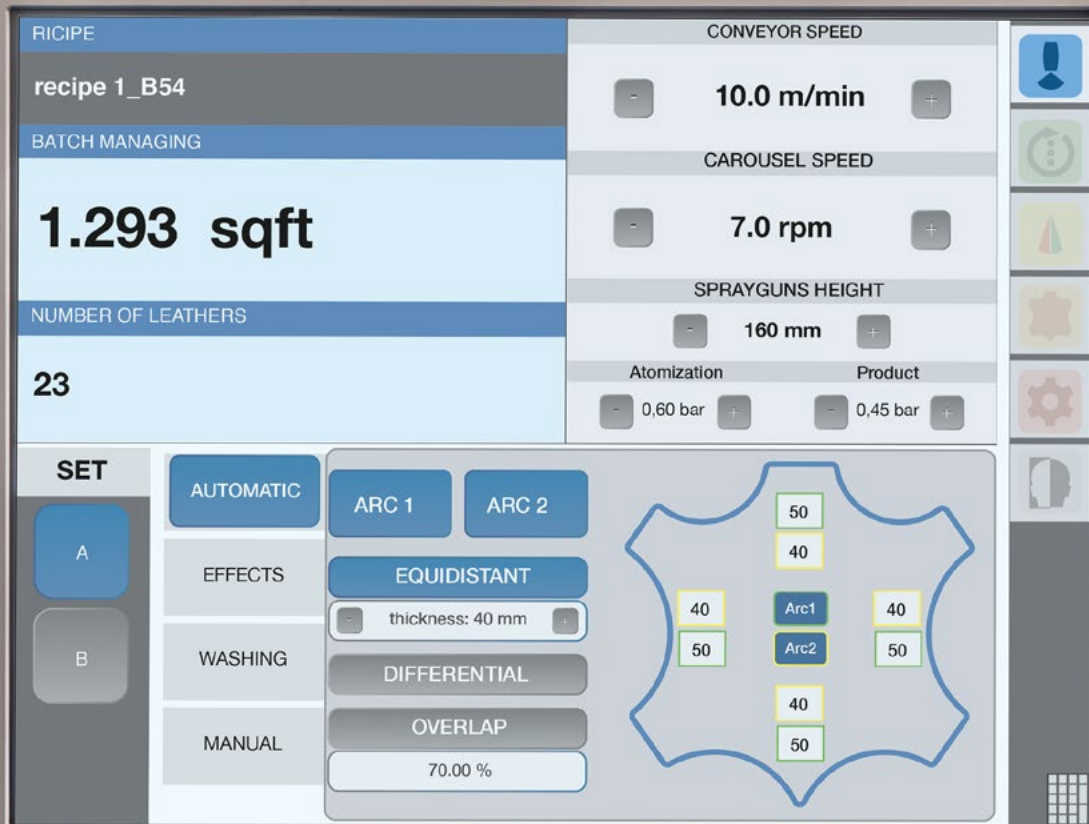 RICIPE
recipe 1_B54
BATCH MANAGING
1.293 sqft
NUMBER OF LEATHERS
23
CONVEYOR SPEED
- 10.0 m/min +
CAROUSEL SPEED
- 7.0 rpm +
SPRAYGUNS HEIGHT
- 160 mm +
Atomization Product
- 0,60 bar + - 0,45 bar +
SET
A
B
AUTOMATIC
EFFECTS
WASHING
MANUAL
ARC 1 ARC 2
EQUIDISTANT
- thickness: 40 mm +
DIFFERENTIAL
OVERLAP
70.00 %
50
40
40 Arc1 40
50 Arc2 50
40
50